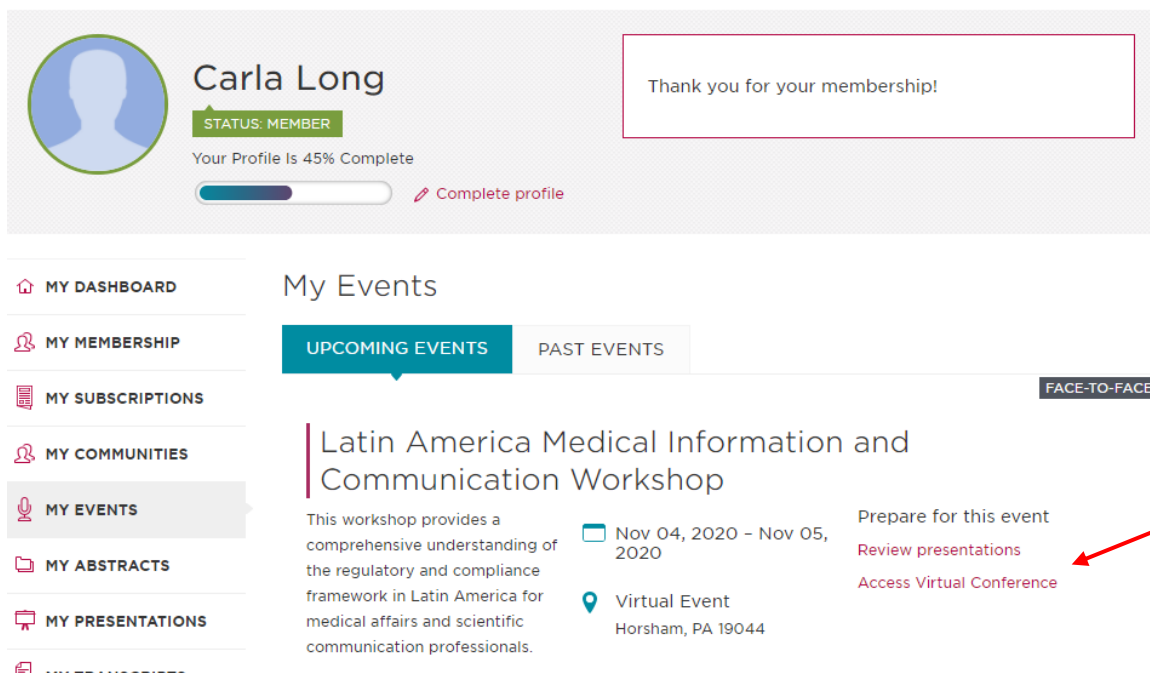 Carla Long
STATUS: MEMBER
Your Profile Is 45% Complete
Complete profile
Thank you for your membership!
MY DASHBOARD
MY MEMBERSHIP
MY SUBSCRIPTIONS
MY COMMUNITIES
MY EVENTS
MY ABSTRACTS
MY PRESENTATIONS
MY TRANSCRIPTS
My Events
UPCOMING EVENTS
PAST EVENTS
FACE-TO-FACE
Latin America Medical Information and
Communication Workshop
This workshop provides a
comprehensive understanding of
the regulatory and compliance
framework in Latin America for
medical affairs and scientific
communication professionals.
Nov 04, 2020 – Nov 05,
2020
Virtual Event
Horsham, PA 19044
Prepare for this event
Review presentations
Access Virtual Conference